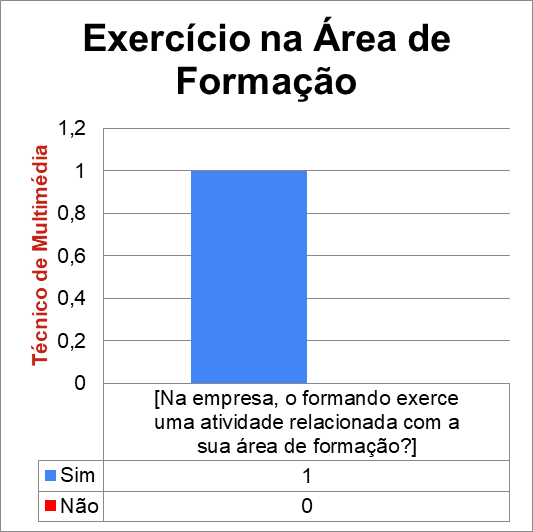 Exercício na Área de
Formação
Técnico de Multimédia
1,2
1
0,8
0,6
0,4
0,2
0
[Na empresa, o formando exerce
uma atividade relacionada com a
sua área de formação?]
Sim 1
Não 0